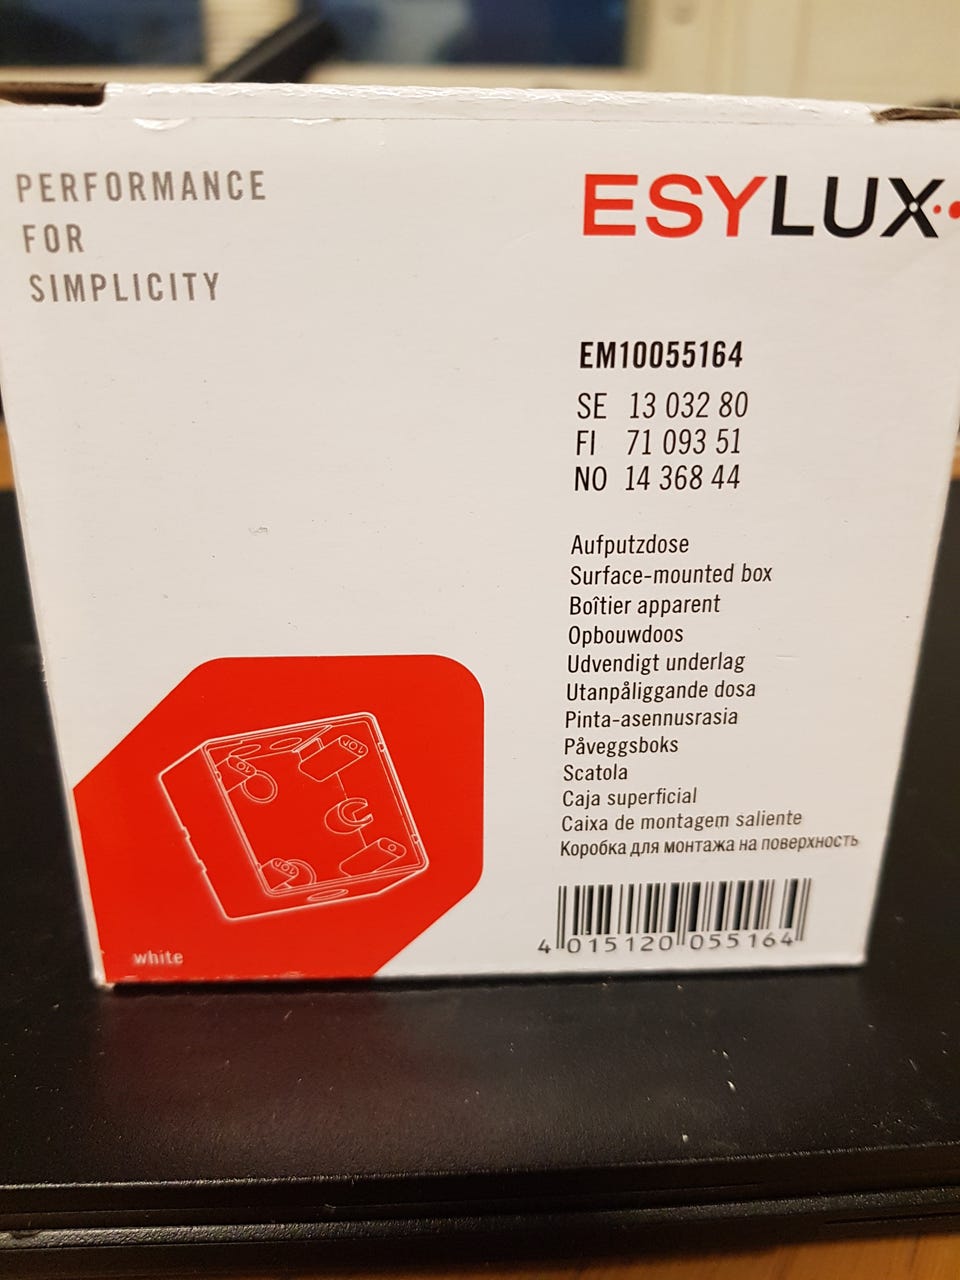 PERFORMANCE
FOR
SIMPLICITY
ESYLUX
EM10055164
SE 13 032 80
FI 71 093 51
NO 14 368 44
Aufputzdose
Surface-mounted box
Boîtier apparent
Opbouwdoos
Udvendigt underlag
Utanpåliggande dosa
Pinta-asennusrasia
Påveggsboks
Scatola
Caja superficial
Caixa de montagem saliente
Коробка для монтажа на поверхность
4 015120 055164
white